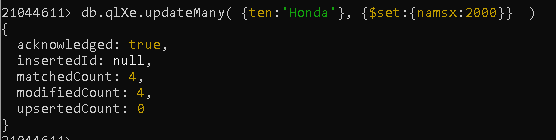 21044611> db.qlXe.updateMany( {ten:'Honda'}, {$set:{namsx:2000}}  )
{
  acknowledged: true,
  insertedId: null,
  matchedCount: 4,
  modifiedCount: 4,
  upsertedCount: 0
}
21044611>